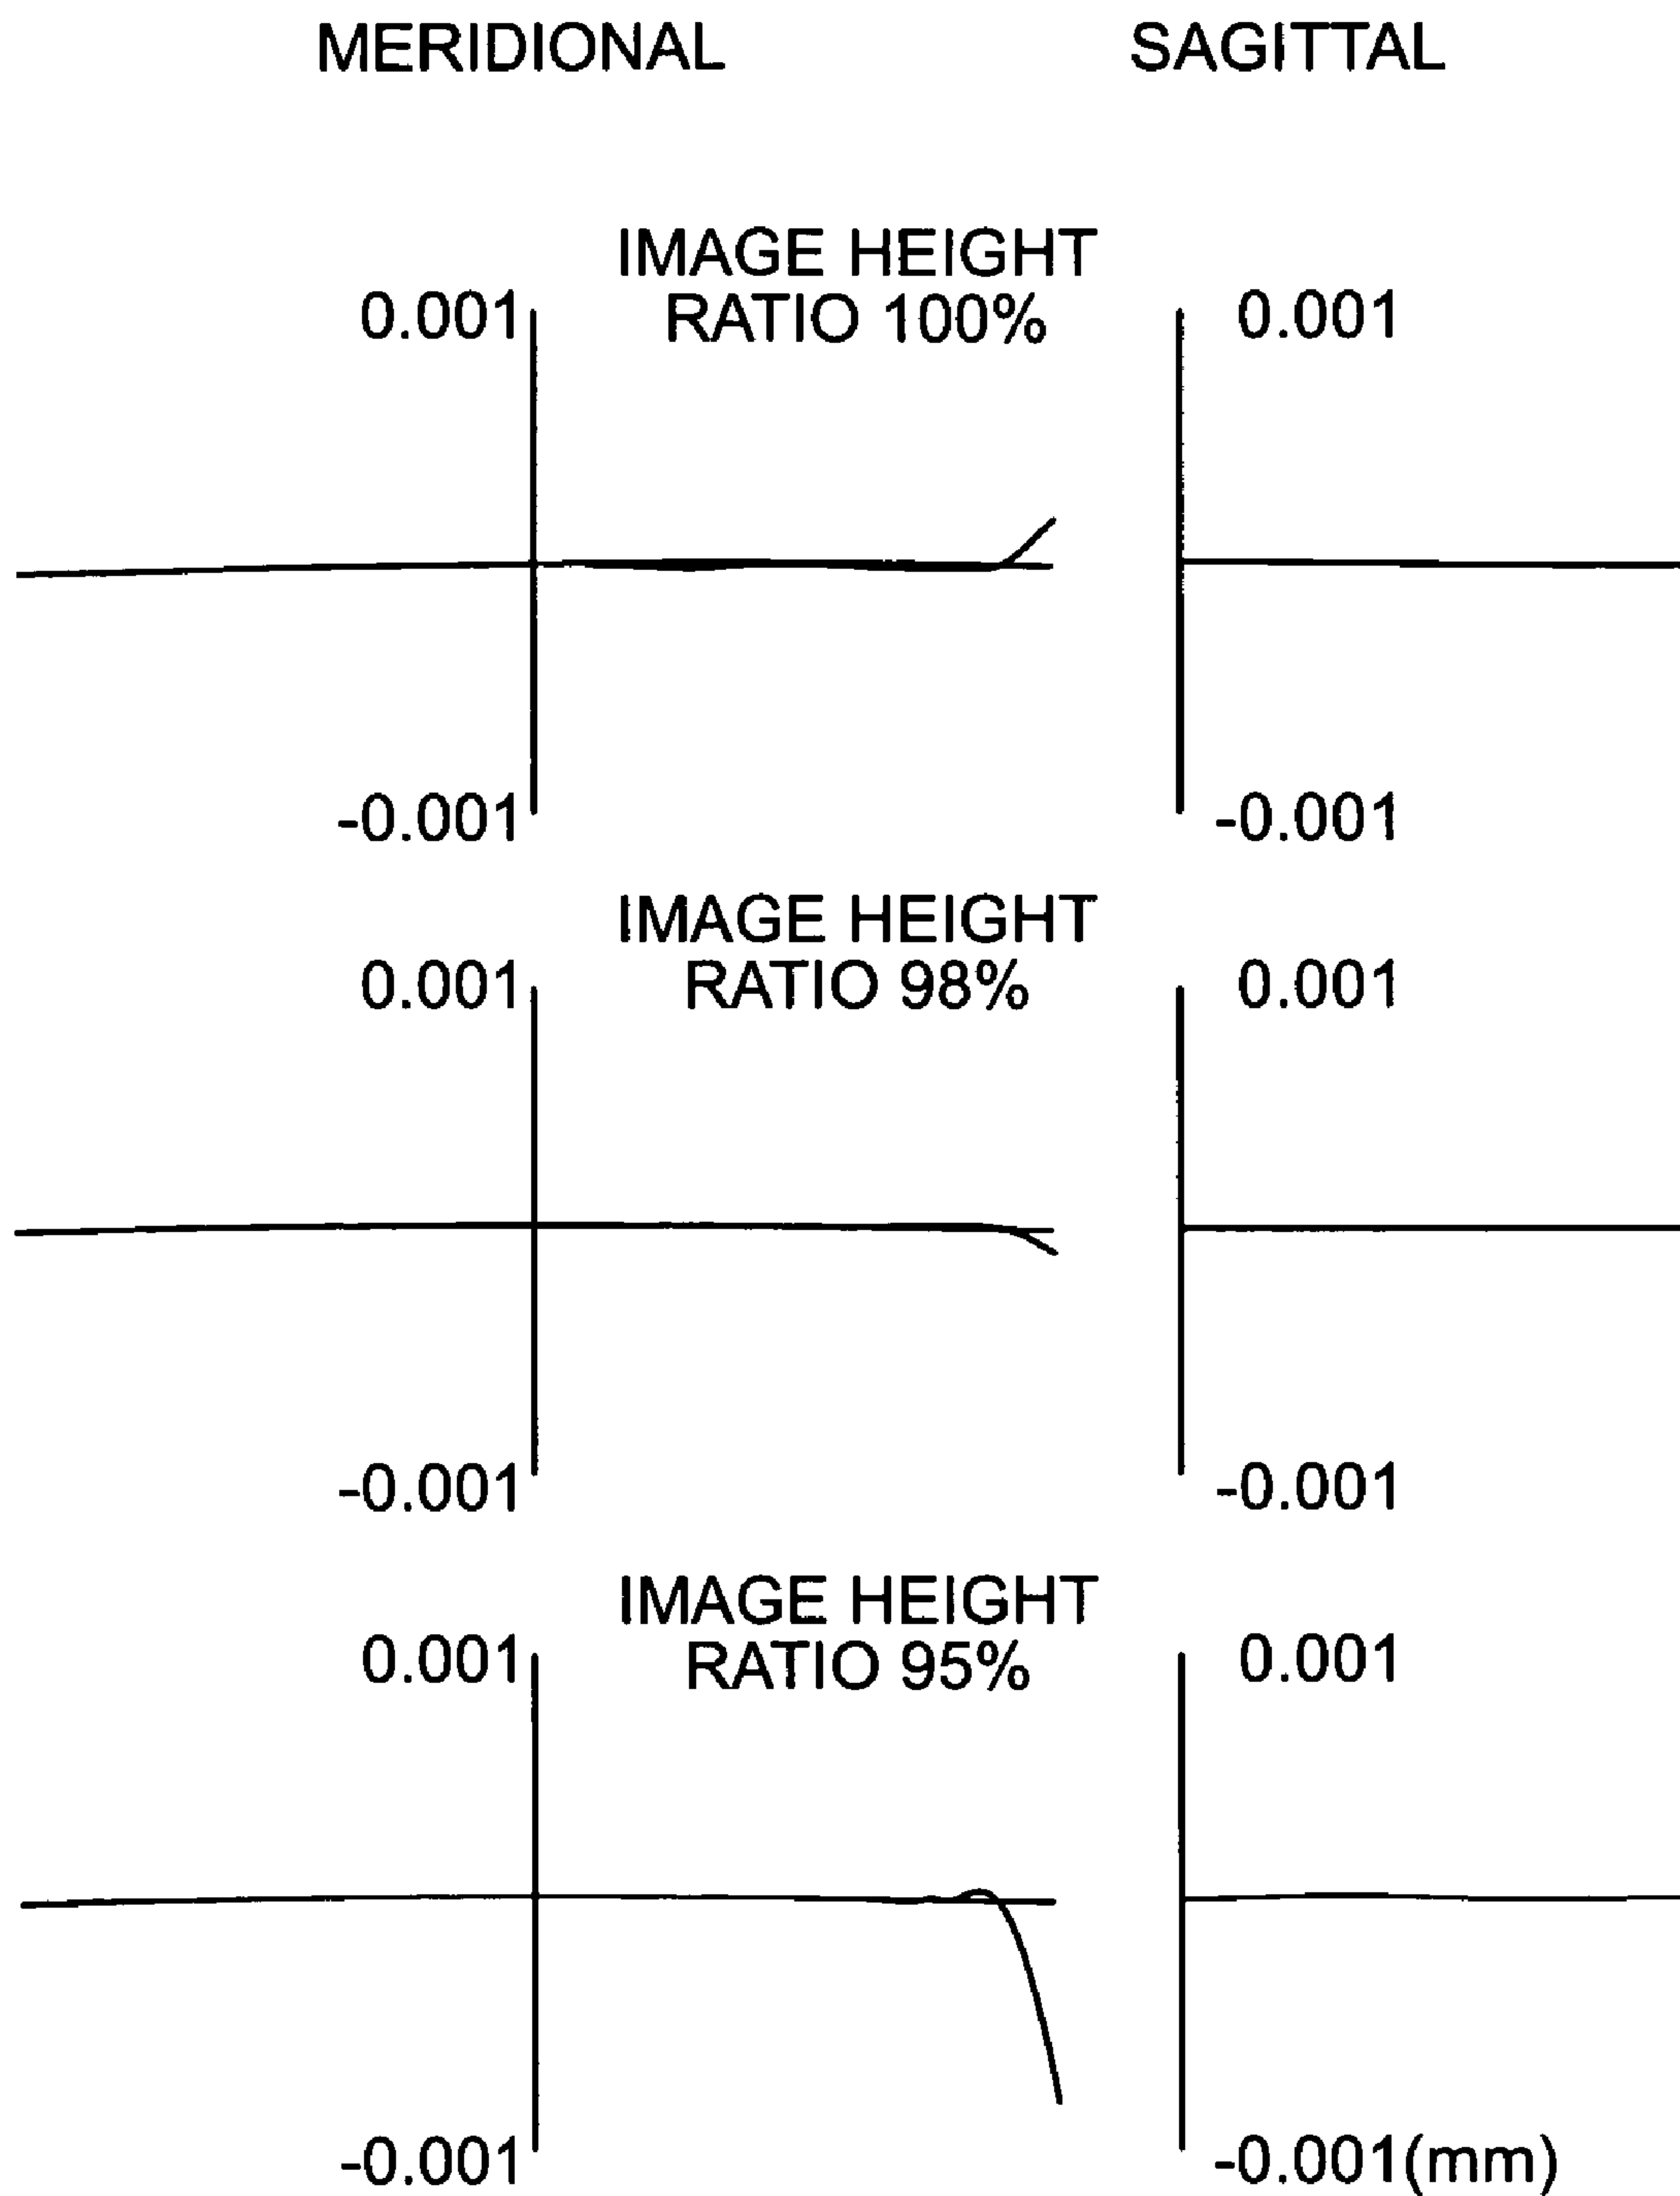 MERIDIONAL SAGITTAL
IMAGE HEIGHT
0.001 RATIO 100% 0.001
-0.001 -0.001
IMAGE HEIGHT
0.001 RATIO 98% 0.001
-0.001 -0.001
IMAGE HEIGHT
0.001 RATIO 95% 0.001
-0.001 -0.001(mm)